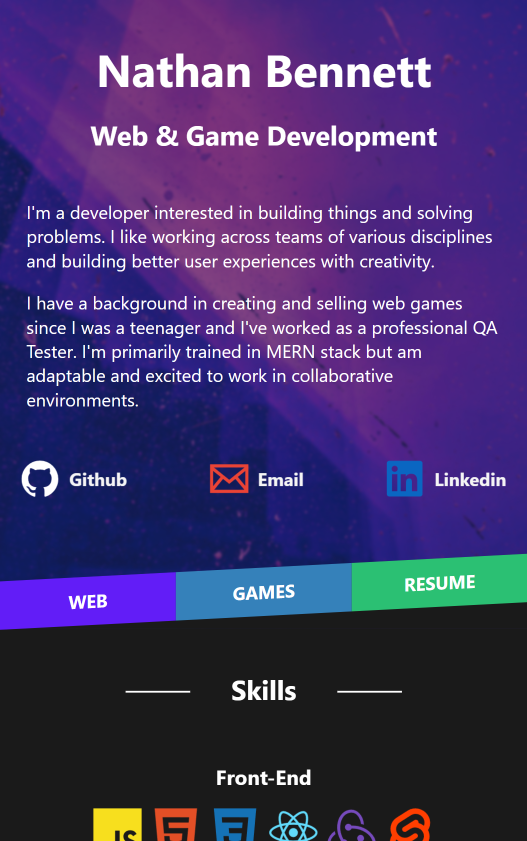 Nathan Bennett
Web & Game Development
I'm a developer interested in building things and solving
problems. I like working across teams of various disciplines
and building better user experiences with creativity.
I have a background in creating and selling web games
since I was a teenager and I've worked as a professional QA
Tester. I'm primarily trained in MERN stack but am
adaptable and excited to work in collaborative
environments.
Github
Email
in
Linkedin
WEB
GAMES
RESUME
Skills
Front-End
JS